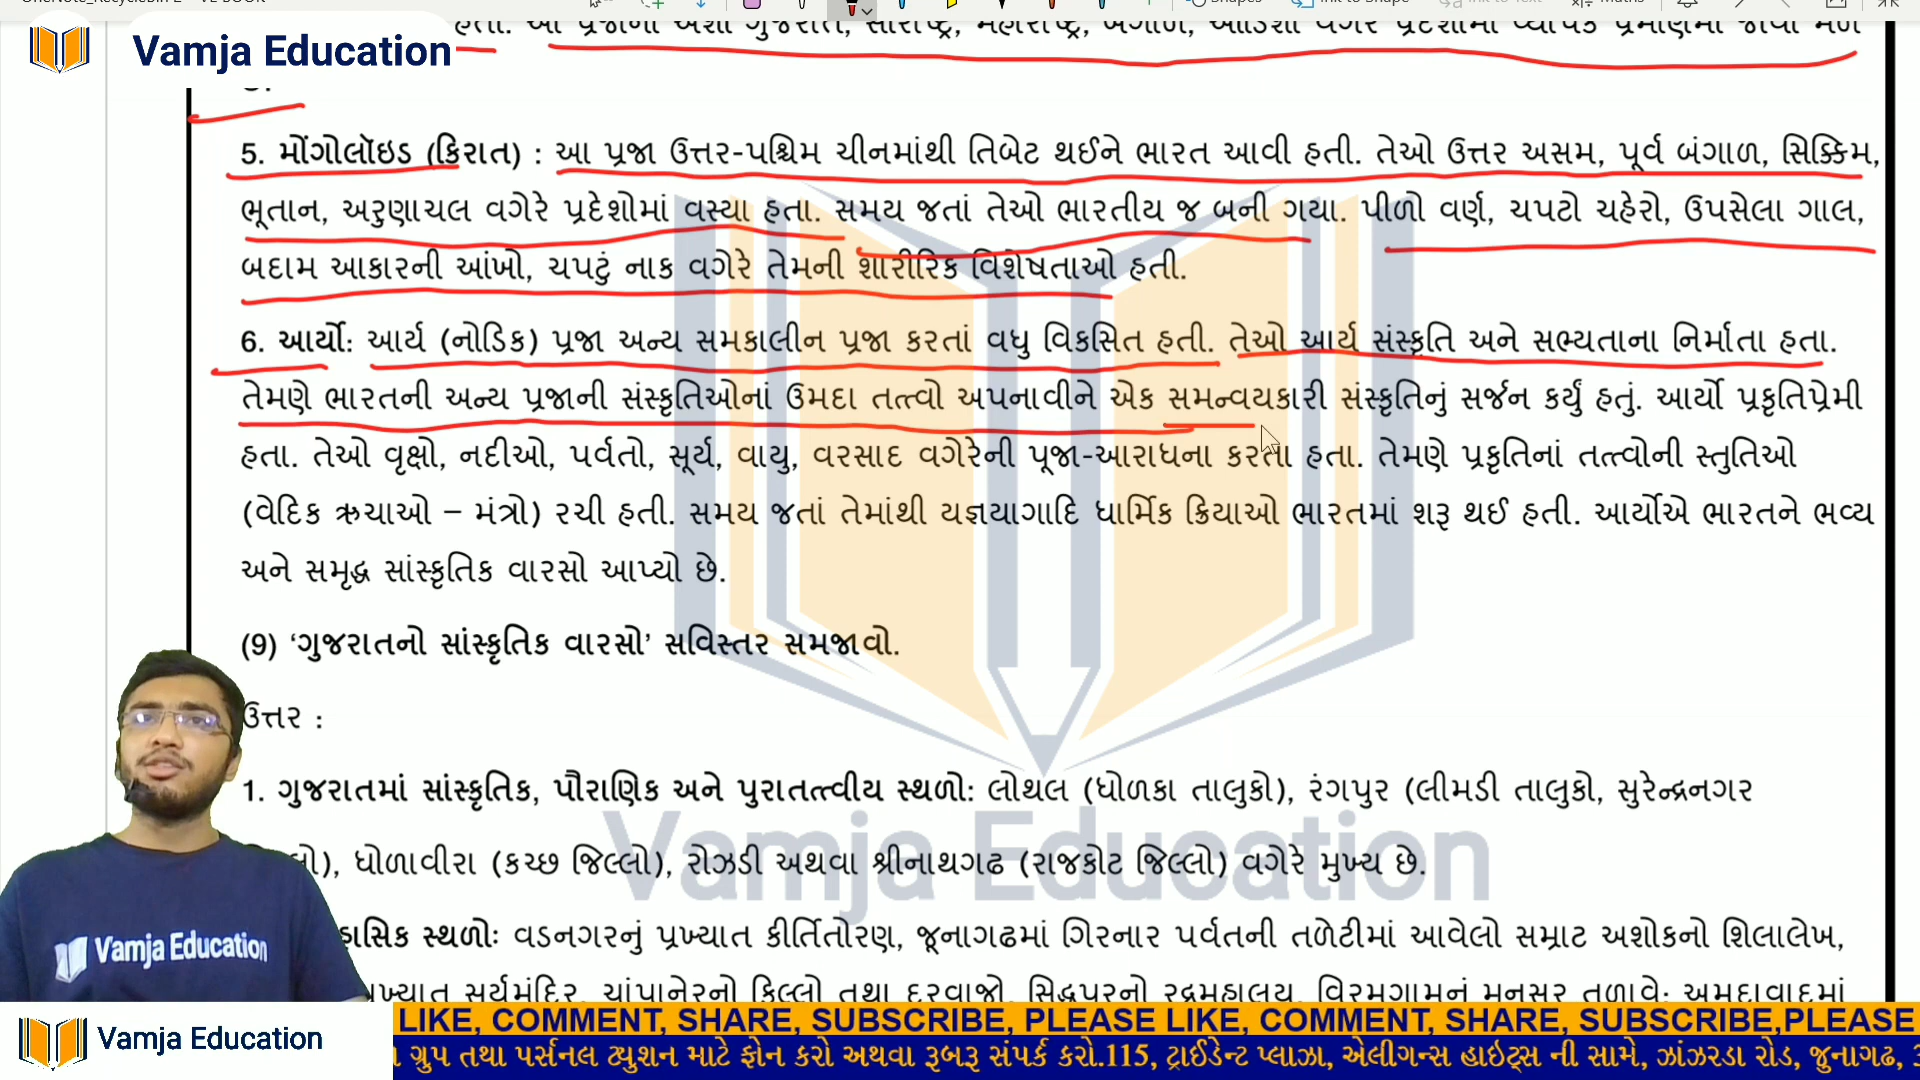 Vamja Education
હતા. આ પ્રજાના અંશો ગુજરાત, સૌરાષ્ટ્ર, મહારાષ્ટ્ર, બંગાળ, ઓડિશા વગેરે પ્રદેશોમાં વ્યાપક પ્રમાણમાં જોવા મળે
5. મોંગોલૉઇડ (કિરાત) : આ પ્રજા ઉત્તર-પશ્ચિમ ચીનમાંથી તિબેટ થઈને ભારત આવી હતી. તેઓ ઉત્તર અસમ, પૂર્વ બંગાળ, સિક્કિમ,
ભૂતાન, અરુણાચલ વગેરે પ્રદેશોમાં વસ્યા હતા. સમય જતાં તેઓ ભારતીય જ બની ગયા. પીળો વર્ણ, ચપટો ચહેરો, ઉપસેલા ગાલ,
બદામ આકારની આંખો, ચપટું નાક વગેરે તેમની શારીરિક વિશેષતાઓ હતી.
6. આર્યો: આર્ય (નોડિક) પ્રજા અન્ય સમકાલીન પ્રજા કરતાં વધુ વિકસિત હતી. તેઓ આર્ય સંસ્કૃતિ અને સભ્યતાના નિર્માતા હતા.
તેમણે ભારતની અન્ય પ્રજાની સંસ્કૃતિઓનાં ઉમદા તત્ત્વો અપનાવીને એક સમન્વયકારી સંસ્કૃતિનું સર્જન કર્યું હતું. આર્યો પ્રકૃતિપ્રેમી
હતા. તેઓ વૃક્ષો, નદીઓ, પર્વતો, સૂર્ય, વાયુ, વરસાદ વગેરેની પૂજા-આરાધના કરતા હતા. તેમણે પ્રકૃતિનાં તત્ત્વોની સ્તુતિઓ
(વેદિક ઋચાઓ – મંત્રો) રચી હતી. સમય જતાં તેમાંથી યજ્ઞયાગાદિ ધાર્મિક ક્રિયાઓ ભારતમાં શરૂ થઈ હતી. આર્યોએ ભારતને ભવ્ય
અને સમૃદ્ધ સાંસ્કૃતિક વારસો આપ્યો છે.
(9) ‘ગુજરાતનો સાંસ્કૃતિક વારસો’ સવિસ્તર સમજાવો.
ઉત્તર :
1. ગુજરાતમાં સાંસ્કૃતિક, પૌરાણિક અને પુરાતત્ત્વીય સ્થળો: લોથલ (ધોળકા તાલુકો), રંગપુર (લીમડી તાલુકો, સુરેન્દ્રનગર
લો), ધોળાવીરા (કચ્છ જિલ્લો), રોઝડી અથવા શ્રીનાથગઢ (રાજકોટ જિલ્લો) વગેરે મુખ્ય છે.
હાસિક સ્થળોઃ વડનગરનું પ્રખ્યાત કીર્તિતોરણ, જૂનાગઢમાં ગિરનાર પર્વતની તળેટીમાં આવેલો સમ્રાટ અશોકનો શિલાલેખ,
પ્રખ્યાત સૂર્યમંદિર, ચાંપાનેરનો કિલ્લો તથા દરવાજો, સિદ્ધપુરનો રુદ્રમહાલય, વિરમગામનું મુનસર તળાવ; અમદાવાદમાં
Vamja Education
Vamja Education
Vamja Education
LIKE, COMMENT, SHARE, SUBSCRIBE, PLEASE LIKE, COMMENT, SHARE, SUBSCRIBE,PLEASE
ગ્રુપ તથા પર્સનલ ટ્યુશન માટે ફોન કરો અથવા રૂબરૂ સંપર્ક કરો.115, ટ્રાઈડેન્ટ પ્લાઝા, એલીગન્સ હાઇટ્સ ની સામે, ઝાંઝરડા રોડ, જુનાગઢ,